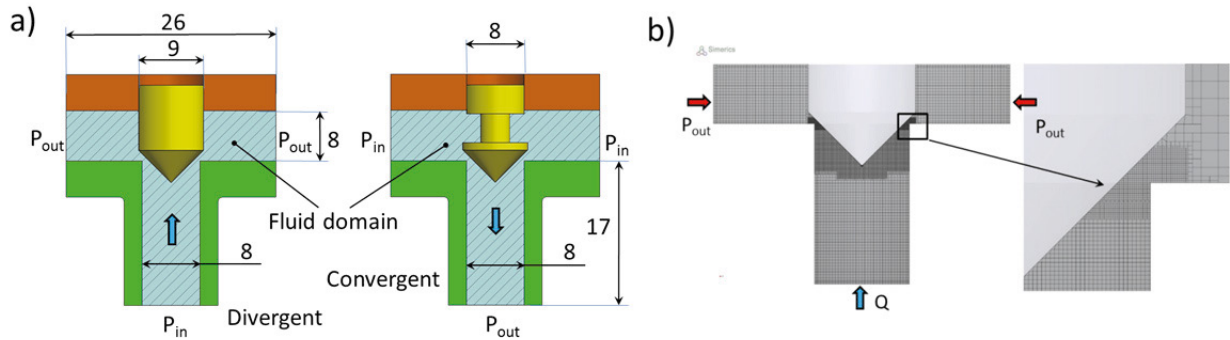 a)
26
9
P_out
P_out
8
Fluid domain
8
Divergent
P_in
8
P_in
P_in
17
Convergent
8
P_out
b)
Simerics
P_out
P_out
Q